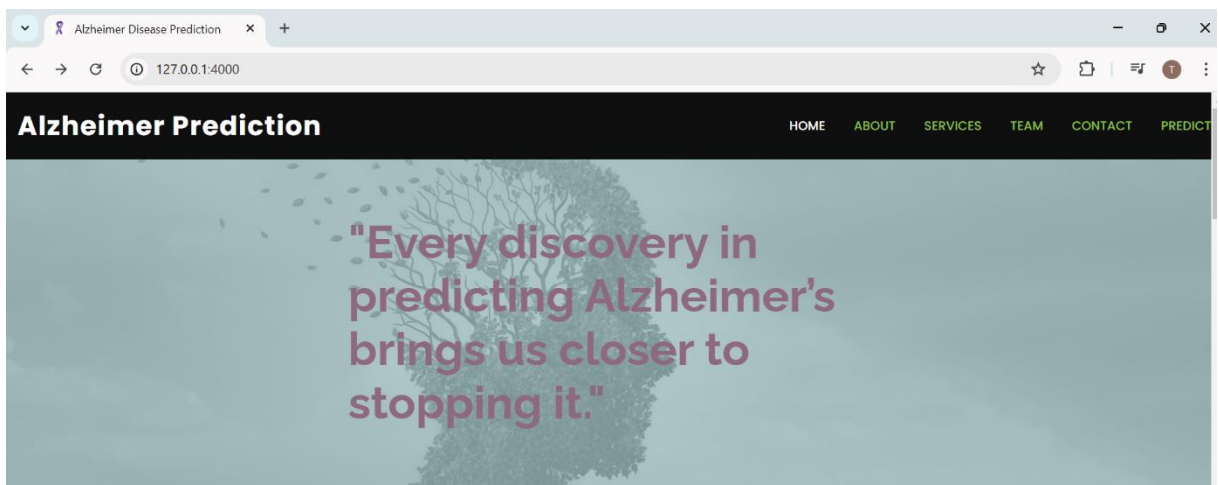 Alzheimer Disease Prediction
127.0.0.1:4000
T
Alzheimer Prediction
HOME ABOUT SERVICES TEAM CONTACT PREDICT
"Every discovery in
predicting Alzheimer’s
brings us closer to
stopping it."